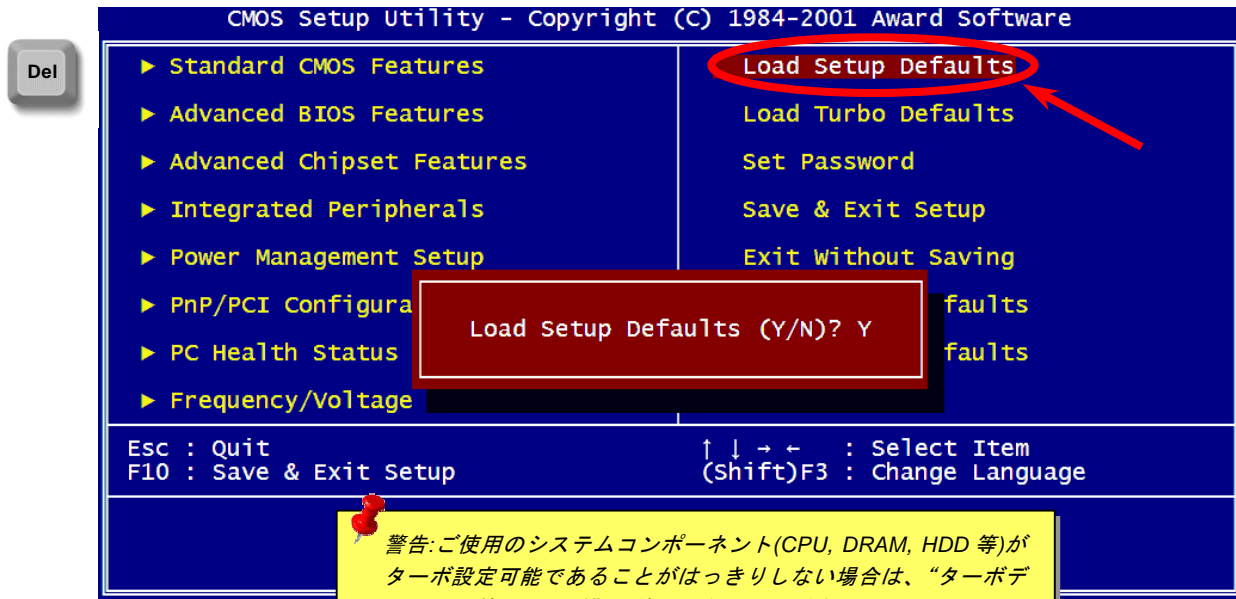 CMOS Setup Utility – Copyright (C) 1984-2001 Award Software
Del
▶ Standard CMOS Features
▶ Advanced BIOS Features
▶ Advanced Chipset Features
▶ Integrated Peripherals
▶ Power Management Setup
▶ PnP/PCI Configura
▶ PC Health Status
▶ Frequency/Voltage
Load Setup Defaults
Load Turbo Defaults
Set Password
Save & Exit Setup
Exit Without Saving
faults
faults
Load Setup Defaults (Y/N)? Y
Esc : Quit
F10 : Save & Exit Setup
↑ ↓ → ← : Select Item
(Shift)F3 : Change Language
警告:ご使用のシステムコンポーネント(CPU, DRAM, HDD 等)が
ターボ設定可能であることがはっきりしない場合は、“ターボデ